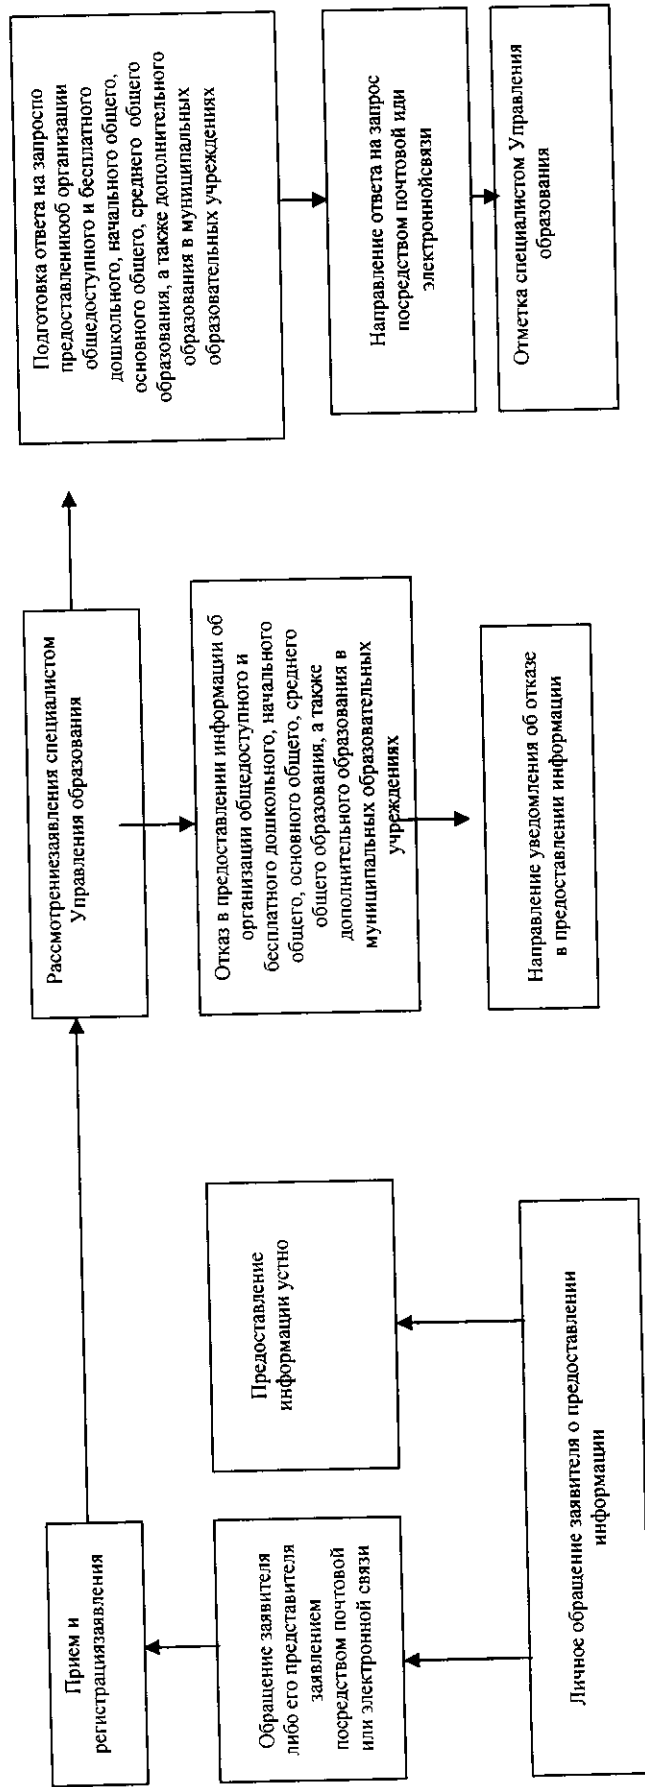 Прием и
регистрациязаявления
Обращение заявителя
либо его представителя
заявлением
посредством почтовой
или электронной связи
Предоставление
информации устно
Личное обращение заявителя о предоставлении
информации
Рассмотрениезаявления специалистом
Управления образования
Отказ в предоставлении информации об
организации общедоступного и
бесплатного дошкольного, начального
общего, основного общего, среднего
общего образования, а также
дополнительного образования в
муниципальных образовательных
учреждениях
Направление уведомления об отказе
в предоставлении информации
Подготовка ответа на запроспо
предоставлениюоб организации
общедоступного и бесплатного
дошкольного, начального общего,
основного общего, среднего общего
образования, а также дополнительного
образования в муниципальных
образовательных учреждениях
Направление ответа на запрос
посредством почтовой иди
электроннойсвязи
Отметка специалистом Управления
образования